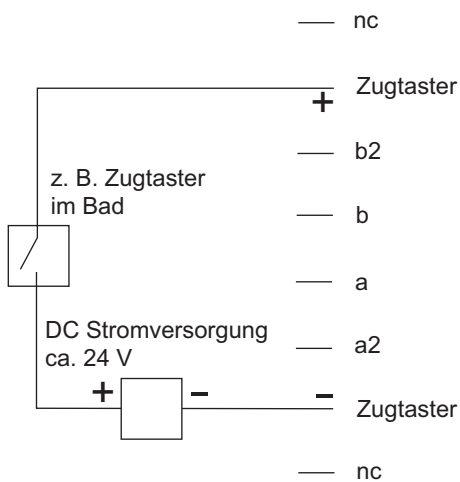 nc
Zugtaster
+
b2
z. B. Zugtaster
im Bad
b
a
DC Stromversorgung
ca. 24 V
a2
+ – –
Zugtaster
nc